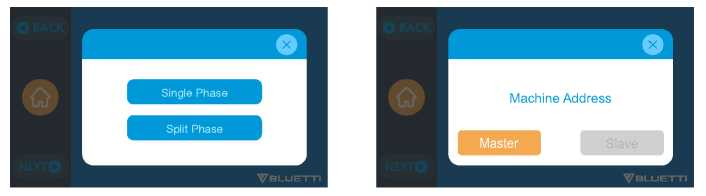 BACK
Single Phase
Split Phase
NEXT
BLUETTI
BACK
Machine Address
Master
Slave
NEXT
BLUETTI